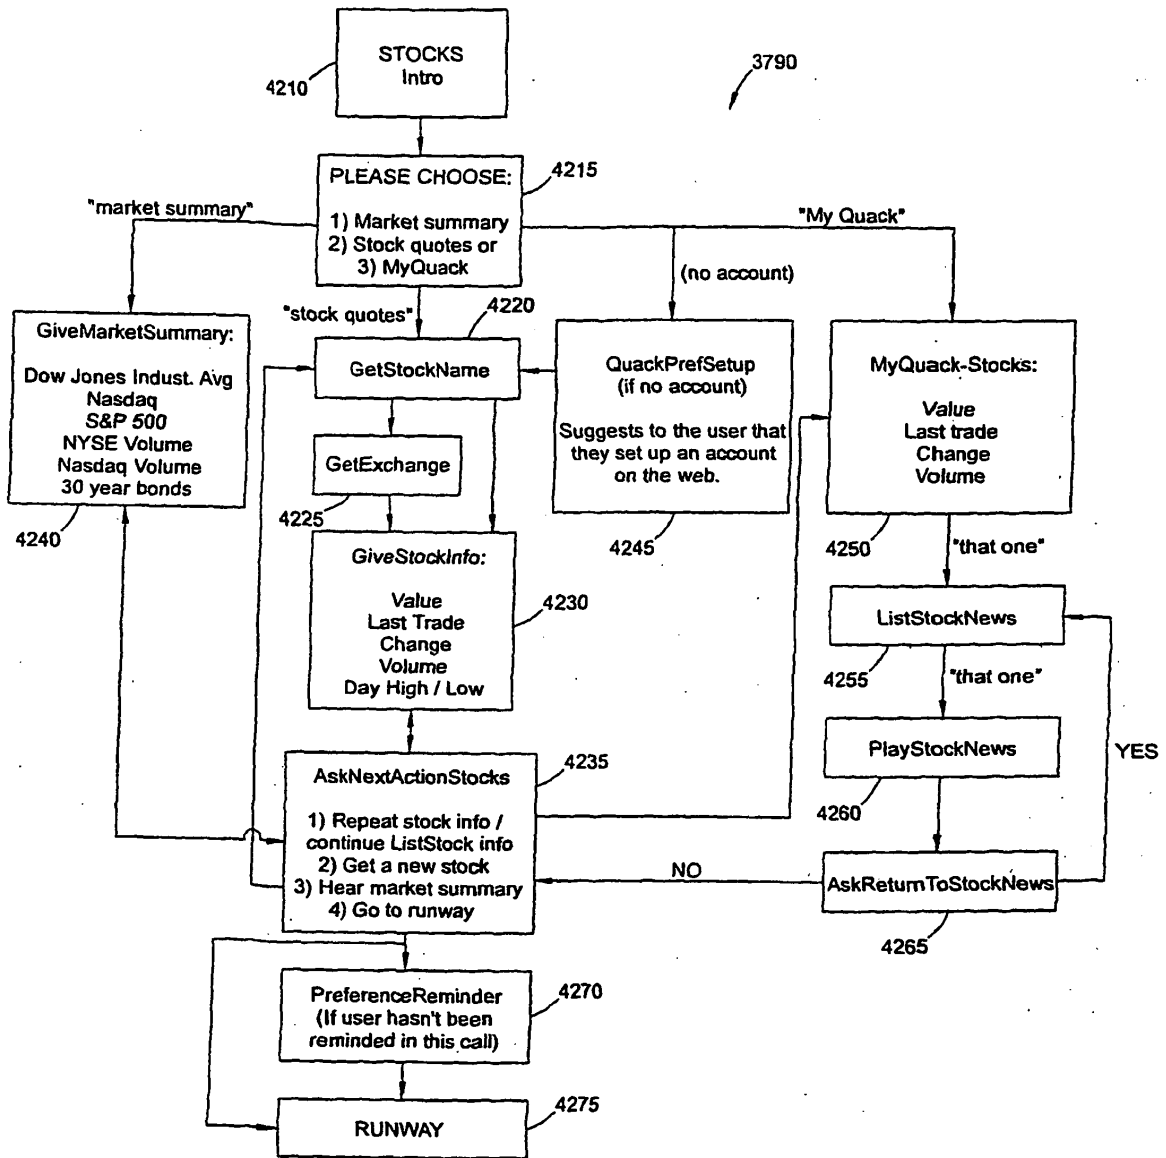 STOCKS
Intro
4210
3790
PLEASE CHOOSE:
1) Market summary
2) Stock quotes or
3) MyQuack
4215
"market summary"
"My Quack"
(no account)
"stock quotes"
4220
GiveMarketSummary:
Dow Jones Indust. Avg
Nasdaq
S&P 500
NYSE Volume
Nasdaq Volume
30 year bonds
4240
GetStockName
GetExchange
4225
QuackPrefSetup
(if no account)
Suggests to the user that
they set up an account
on the web.
4245
MyQuack-Stocks:
Value
Last trade
Change
Volume
4250
"that one"
GiveStockInfo:
Value
Last Trade
Change
Volume
Day High / Low
4230
ListStockNews
4255
"that one"
PlayStockNews
4260
YES
AskNextActionStocks
1) Repeat stock info /
continue ListStock info
2) Get a new stock
3) Hear market summary
4) Go to runway
4235
NO
AskReturnToStockNews
4265
PreferenceReminder
(If user hasn't been
reminded in this call)
4270
RUNWAY
4275